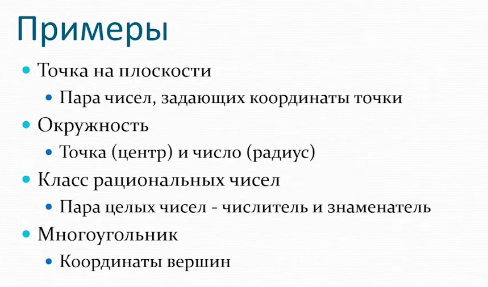 Примеры
Точка на плоскости
Пара чисел, задающих координаты точки
Окружность
Точка (центр) и число (радиус)
Класс рациональных чисел
Пара целых чисел - числитель и знаменатель
Многоугольник
Координаты вершин